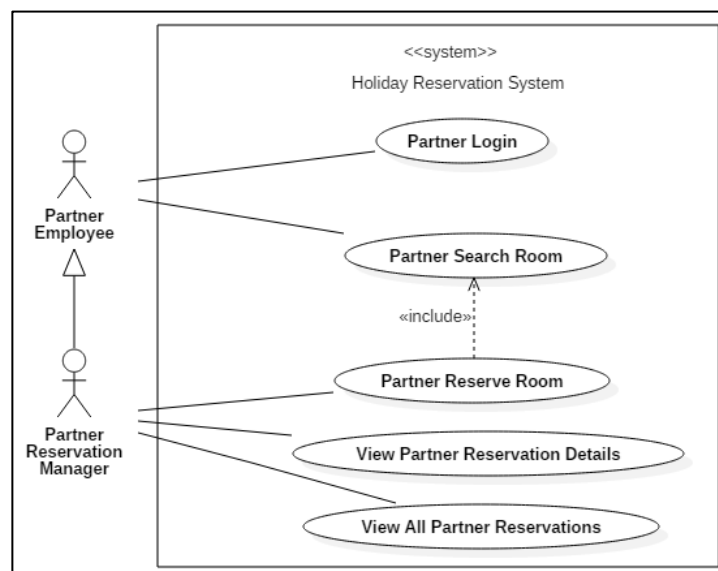 <<system>>
Holiday Reservation System
Partner Login
Partner
Employee
Partner Search Room
«include»
Partner Reserve Room
Partner
Reservation
Manager
View Partner Reservation Details
View All Partner Reservations